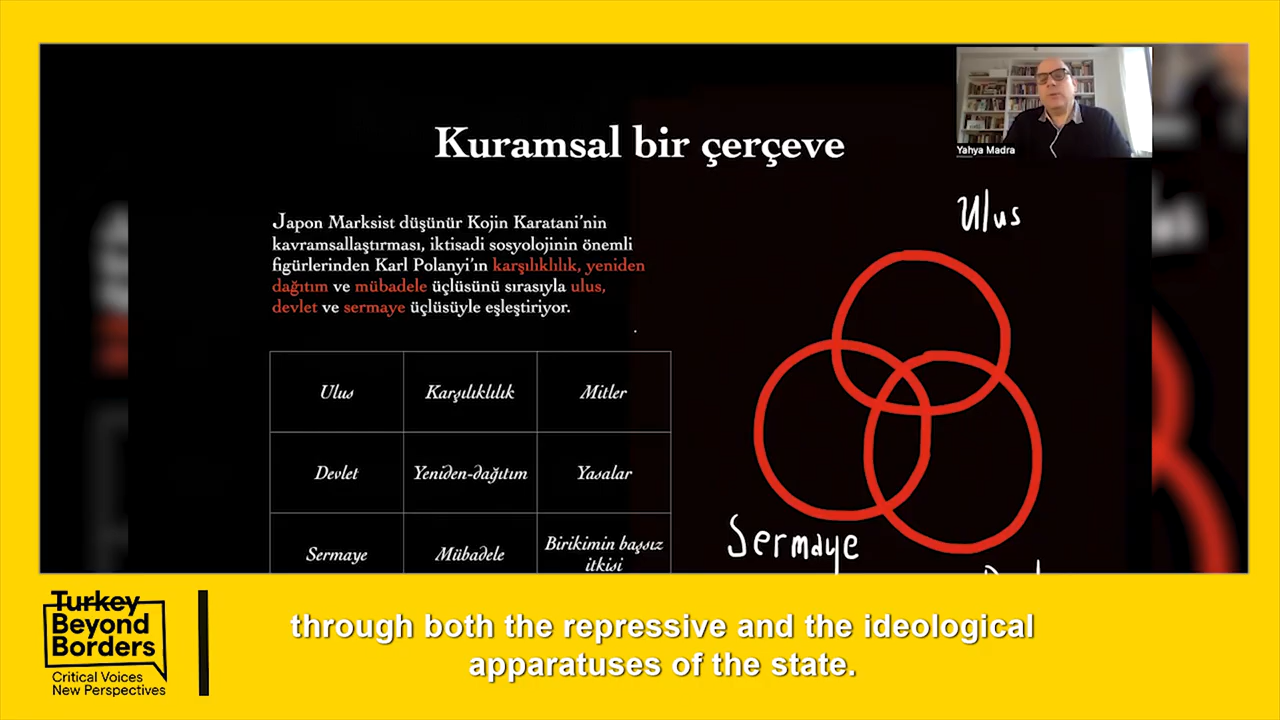 Kuramsal bir çerçeve
Yahya Madra
Japon Marksist düşünür Kojin Karatani'nin
kavramsallaştırması, iktisadi sosyolojinin önemli
figürlerinden Karl Polanyi'ın karşılıklılık, yeniden
dağıtım ve mübadele üçlüsünü sırasıyla ulus,
devlet ve sermaye üçlüsüyle eşleştiriyor.
Ulus
Ulus Karşılıklılık Mitler
Devlet Yeniden-dağıtım Yasalar
Sermaye Mübadele Birikimin başsız
itkisi
Sermaye
Turkey
Beyond
Borders
Critical Voices
New Perspectives
through both the repressive and the ideological
apparatuses of the state.